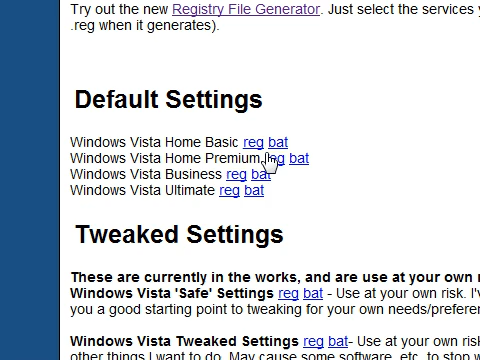 Try out the new Registry File Generator. Just select the services
.reg when it generates).
Default Settings
Windows Vista Home Basic reg bat
Windows Vista Home Premium reg bat
Windows Vista Business reg bat
Windows Vista Ultimate reg bat
Tweaked Settings
These are currently in the works, and are use at your own
Windows Vista 'Safe' Settings reg bat - Use at your own risk.
you a good starting point to tweaking for your own needs/
Windows Vista Tweaked Settings reg bat- Use at your own risk
other things I want to do. May cause some software, etc. to stop